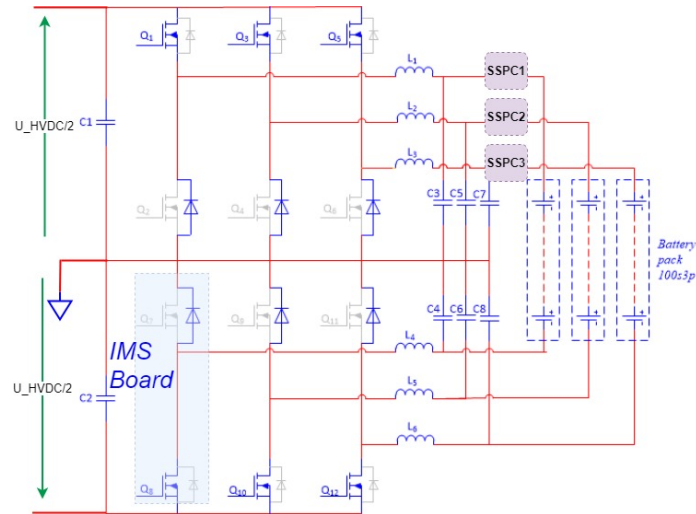 Q1
Q3
Q5
L1
SSPC1
C1
U_HVDC/2
L2
SSPC2
L3
SSPC3
Q2
Q4
Q6
C3
C5
C7
Battery
pack
100s3p
Q7
Q9
Q11
C4
C6
C8
IMS
Board
L4
U_HVDC/2
C2
L5
L6
Q8
Q10
Q12